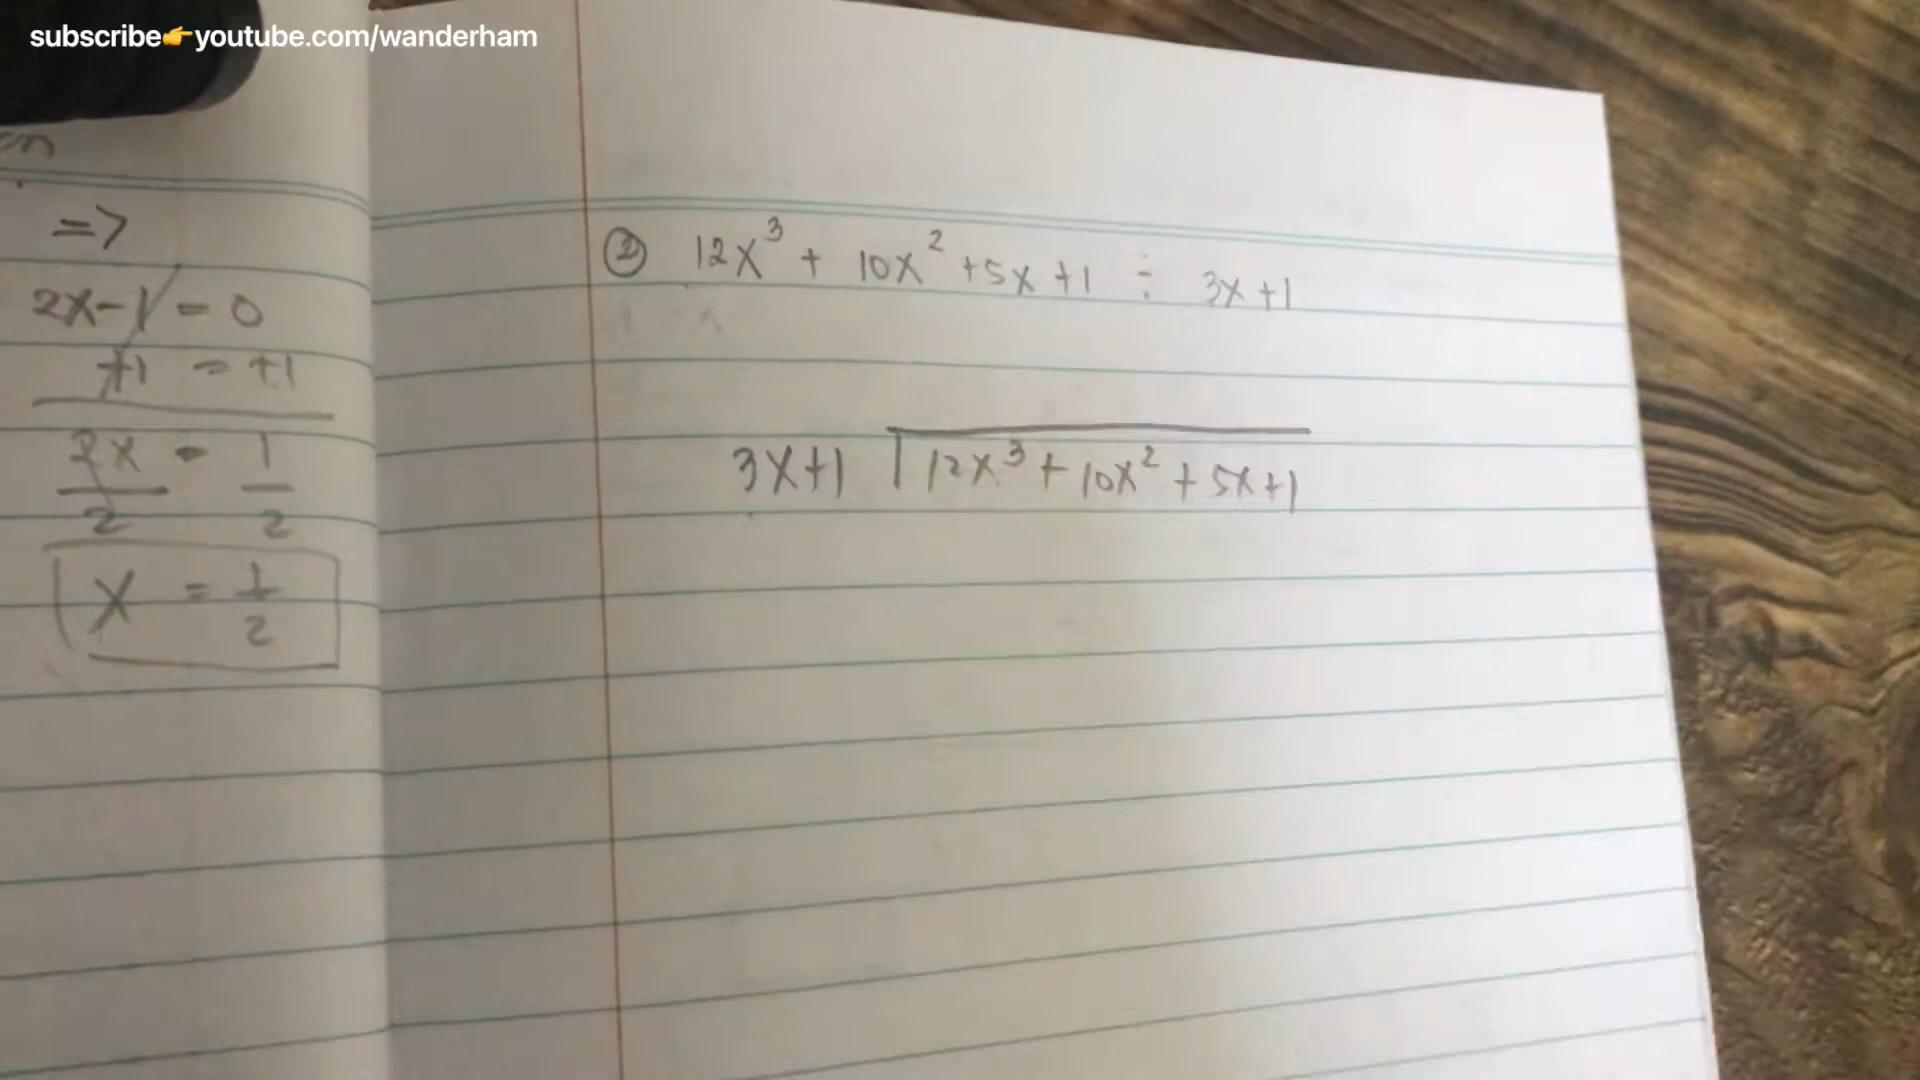 subscribe👉youtube.com/wanderham
=>
2x-1 = 0
+1 = +1
2x = 1
2 2
x = 1
2
② 12x³ + 10x² +5x +1 ÷ 3x +1
3x+1 12x³ + 10x² + 5x+1